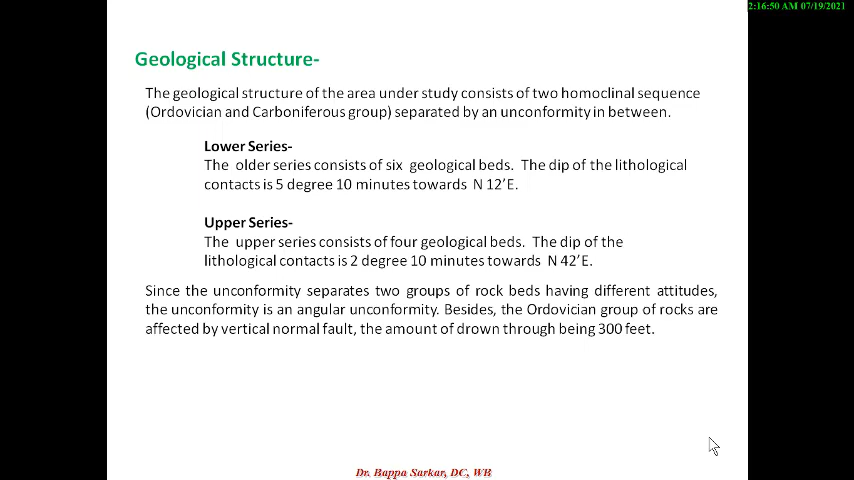 2:16:50 AM 07/19/2021
Geological Structure-
The geological structure of the area under study consists of two homoclinal sequence
(Ordovician and Carboniferous group) separated by an unconformity in between.
Lower Series-
The older series consists of six geological beds. The dip of the lithological
contacts is 5 degree 10 minutes towards N 12’E.
Upper Series-
The upper series consists of four geological beds. The dip of the
lithological contacts is 2 degree 10 minutes towards N 42’E.
Since the unconformity separates two groups of rock beds having different attitudes,
the unconformity is an angular unconformity. Besides, the Ordovician group of rocks are
affected by vertical normal fault, the amount of drown through being 300 feet.
Dr. Bappa Sarkar, DC, WB